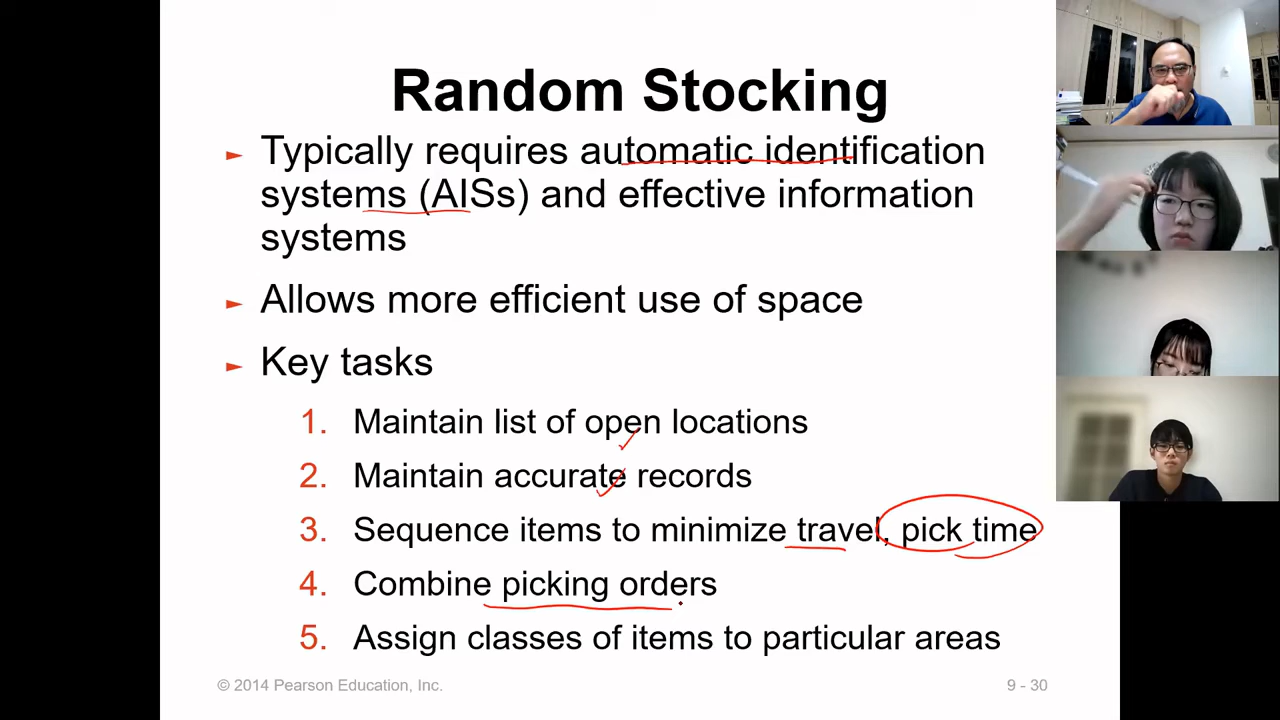 Random Stocking
► Typically requires automatic identification
systems (AISs) and effective information
systems
► Allows more efficient use of space
► Key tasks
1. Maintain list of open locations
2. Maintain accurate records
3. Sequence items to minimize travel, pick time
4. Combine picking orders
5. Assign classes of items to particular areas
© 2014 Pearson Education, Inc.
9 - 30